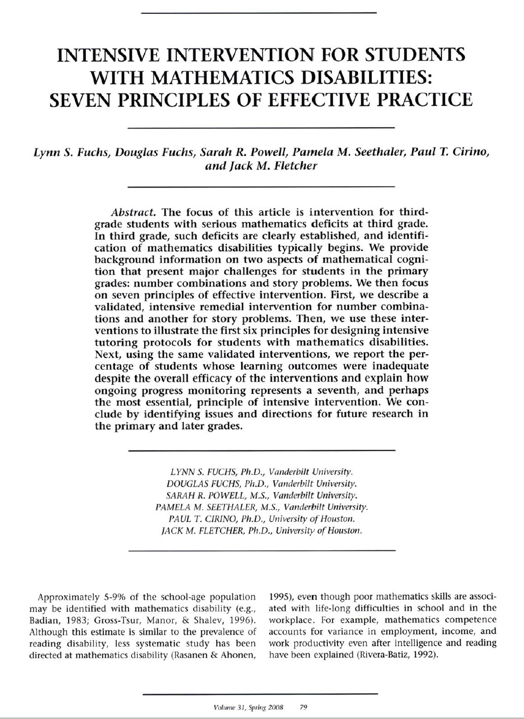 INTENSIVE INTERVENTION FOR STUDENTS
WITH MATHEMATICS DISABILITIES:
SEVEN PRINCIPLES OF EFFECTIVE PRACTICE
Lynn S. Fuchs, Douglas Fuchs, Sarah R. Powell, Pamela M. Seethaler, Paul T. Cirino,
and Jack M. Fletcher
Abstract. The focus of this article is intervention for third-
grade students with serious mathematics deficits at third grade.
In third grade, such deficits are clearly established, and identifi-
cation of mathematics disabilities typically begins. We provide
background information on two aspects of mathematical cogni-
tion that present major challenges for students in the primary
grades: number combinations and story problems. We then focus
on seven principles of effective intervention. First, we describe a
validated, intensive remedial intervention for number combina-
tions and another for story problems. Then, we use these inter-
ventions to illustrate the first six principles for designing intensive
tutoring protocols for students with mathematics disabilities.
Next, using the same validated interventions, we report the per-
centage of students whose learning outcomes were inadequate
despite the overall efficacy of the interventions and explain how
ongoing progress monitoring represents a seventh, and perhaps
the most essential, principle of intensive intervention. We con-
clude by identifying issues and directions for future research in
the primary and later grades.
LYNN S. FUCHS, Ph.D., Vanderbilt University.
DOUGLAS FUCHS, Ph.D., Vanderbilt University.
SARAH R. POWELL, M.S., Vanderbilt University.
PAMELA M. SEETHALER, M.S., Vanderbilt University.
PAUL T. CIRINO, Ph.D., University of Houston.
JACK M. FLETCHER, Ph.D., University of Houston.
Approximately 5-9% of the school-age population
may be identified with mathematics disability (e.g.,
Badian, 1983; Gross-Tsur, Manor, & Shalev, 1996).
Although this estimate is similar to the prevalence of
reading disability, less systematic study has been
directed at mathematics disability (Rasanen & Ahonen,
1995), even though poor mathematics skills are associ-
ated with life-long difficulties in school and in the
workplace. For example, mathematics competence
accounts for variance in employment, income, and
work productivity even after intelligence and reading
have been explained (Rivera-Batiz, 1992).
Volume 31, Spring 2008 79